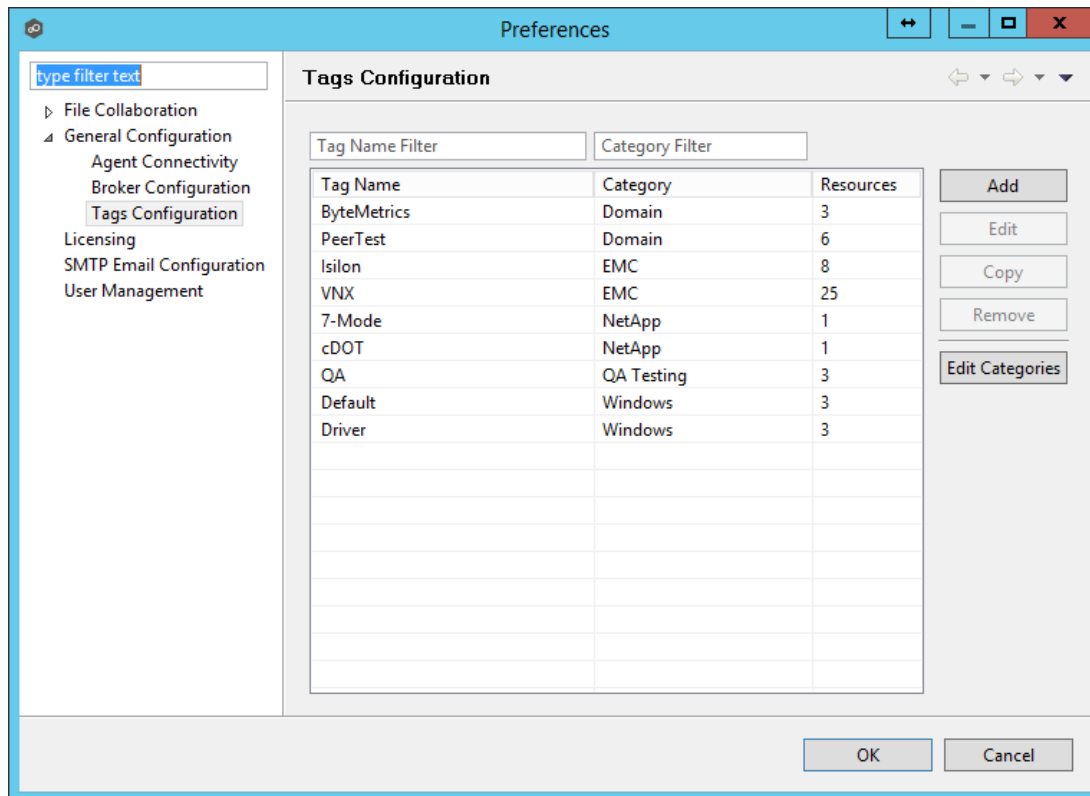 Preferences
type filter text
File Collaboration
General Configuration
Agent Connectivity
Broker Configuration
Tags Configuration
Licensing
SMTP Email Configuration
User Management
Tags Configuration
Tag Name Filter Category Filter
Tag Name Category Resources
ByteMetrics Domain 3
PeerTest Domain 6
Isilon EMC 8
VNX EMC 25
7-Mode NetApp 1
cDOT NetApp 1
QA QA Testing 3
Default Windows 3
Driver Windows 3
Add
Edit
Copy
Remove
Edit Categories
OK Cancel